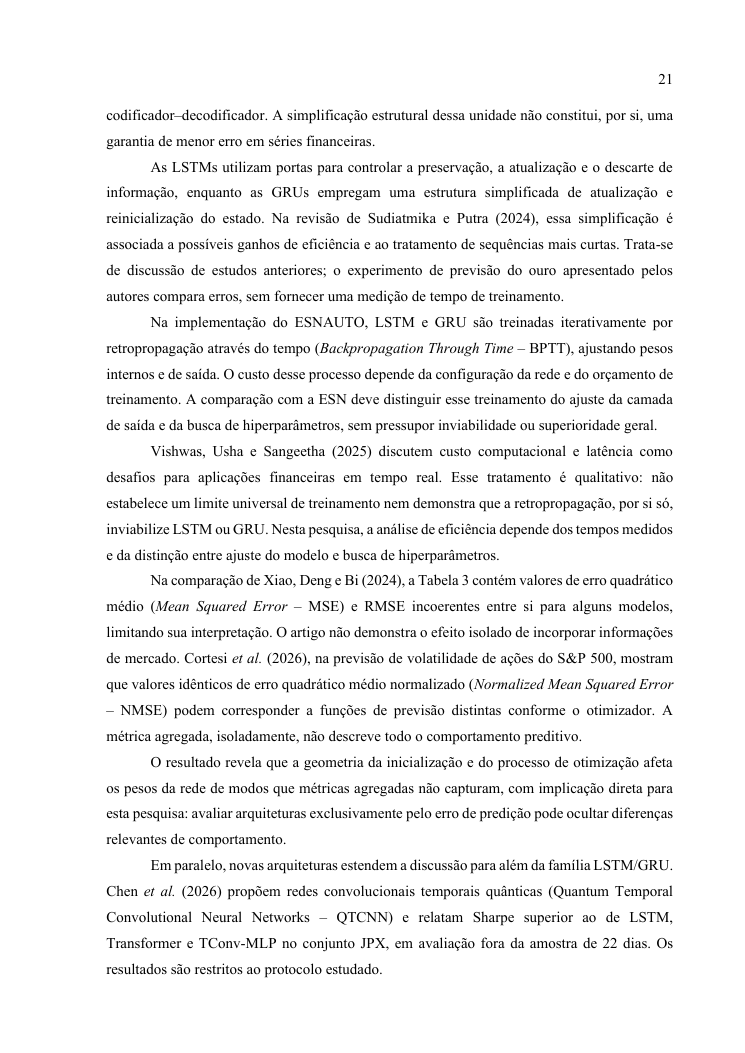 21
codificador–decodificador. A simplificação estrutural dessa unidade não constitui, por si, uma
garantia de menor erro em séries financeiras.
As LSTMs utilizam portas para controlar a preservação, a atualização e o descarte de
informação, enquanto as GRUs empregam uma estrutura simplificada de atualização e
reinicialização do estado. Na revisão de Sudiatmika e Putra (2024), essa simplificação é
associada a possíveis ganhos de eficiência e ao tratamento de sequências mais curtas. Trata-se
de discussão de estudos anteriores; o experimento de previsão do ouro apresentado pelos
autores compara erros, sem fornecer uma medição de tempo de treinamento.
Na implementação do ESNAUTO, LSTM e GRU são treinadas iterativamente por
retropropagação através do tempo (Backpropagation Through Time – BPTT), ajustando pesos
internos e de saída. O custo desse processo depende da configuração da rede e do orçamento de
treinamento. A comparação com a ESN deve distinguir esse treinamento do ajuste da camada
de saída e da busca de hiperparâmetros, sem pressupor inviabilidade ou superioridade geral.
Vishwas, Usha e Sangeetha (2025) discutem custo computacional e latência como
desafios para aplicações financeiras em tempo real. Esse tratamento é qualitativo: não
estabelece um limite universal de treinamento nem demonstra que a retropropagação, por si só,
inviabilize LSTM ou GRU. Nesta pesquisa, a análise de eficiência depende dos tempos medidos
e da distinção entre ajuste do modelo e busca de hiperparâmetros.
Na comparação de Xiao, Deng e Bi (2024), a Tabela 3 contém valores de erro quadrático
médio (Mean Squared Error – MSE) e RMSE incoerentes entre si para alguns modelos,
limitando sua interpretação. O artigo não demonstra o efeito isolado de incorporar informações
de mercado. Cortesi et al. (2026), na previsão de volatilidade de ações do S&P 500, mostram
que valores idênticos de erro quadrático médio normalizado (Normalized Mean Squared Error
– NMSE) podem corresponder a funções de previsão distintas conforme o otimizador. A
métrica agregada, isoladamente, não descreve todo o comportamento preditivo.
O resultado revela que a geometria da inicialização e do processo de otimização afeta
os pesos da rede de modos que métricas agregadas não capturam, com implicação direta para
esta pesquisa: avaliar arquiteturas exclusivamente pelo erro de predição pode ocultar diferenças
relevantes de comportamento.
Em paralelo, novas arquiteturas estendem a discussão para além da família LSTM/GRU.
Chen et al. (2026) propõem redes convolucionais temporais quânticas (Quantum Temporal
Convolutional Neural Networks – QTCNN) e relatam Sharpe superior ao de LSTM,
Transformer e TConv-MLP no conjunto JPX, em avaliação fora da amostra de 22 dias. Os
resultados são restritos ao protocolo estudado.